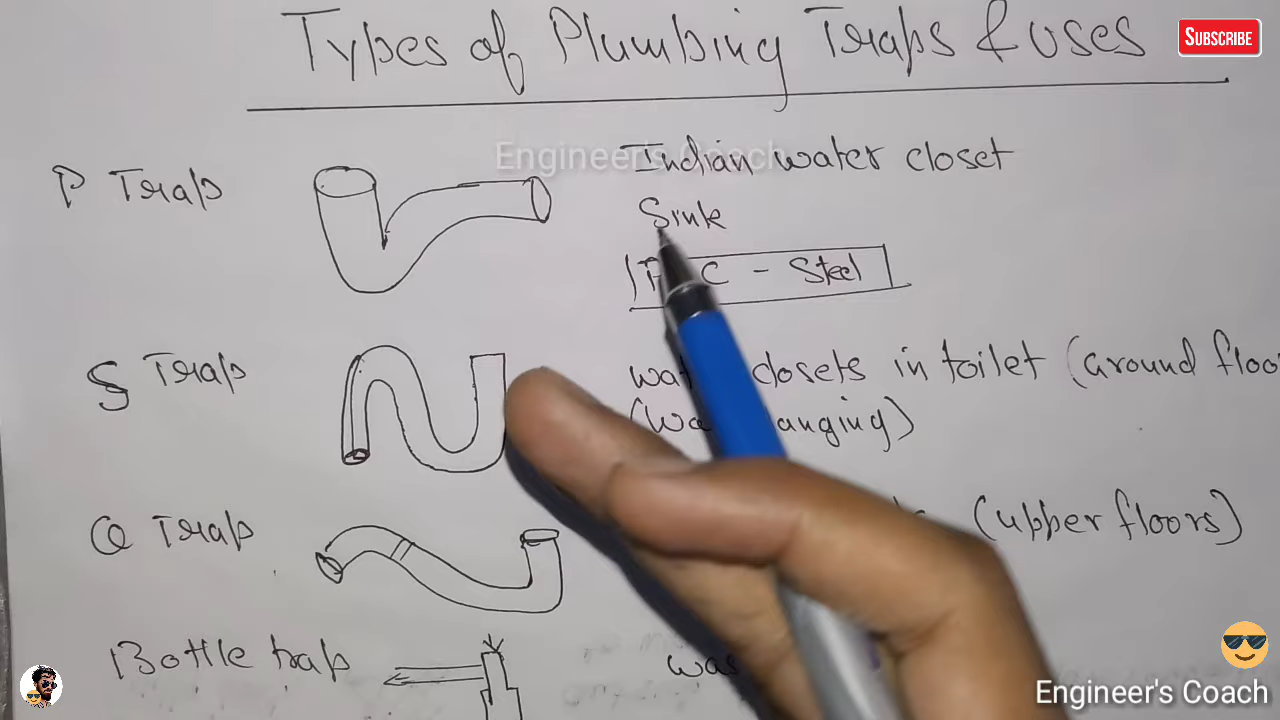 Types of Plumbing Traps & uses
SUBSCRIBE
Engineer's Coach
P Trap
Indian water closet
Sink
Steel
S Trap
closets in toilet (Ground
Q Trap
(upper floors)
Bottle trap
Engineer's Coach